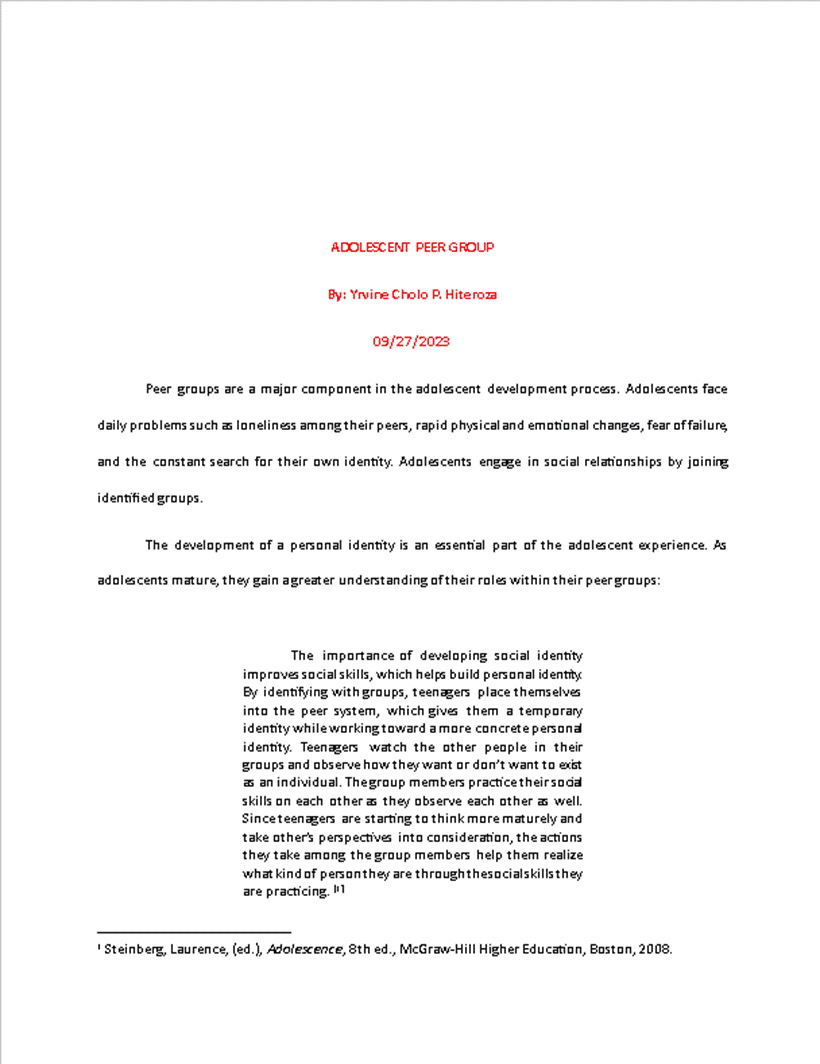 ADOLESCENT PEER GROUP
By: Yrvine Cholo P. Hiteroza
09/27/2023
Peer groups are a major component in the adolescent development process. Adolescents face
daily problems such as loneliness among their peers, rapid physical and emotional changes, fear of failure,
and the constant search for their own identity. Adolescents engage in social relationships by joining
identified groups.
The development of a personal identity is an essential part of the adolescent experience. As
adolescents mature, they gain a greater understanding of their roles within their peer groups:
The importance of developing social identity
improves social skills, which helps build personal identity.
By identifying with groups, teenagers place themselves
into the peer system, which gives them a temporary
identity while working toward a more concrete personal
identity. Teenagers watch the other people in their
groups and observe how they want or don't want to exist
as an individual. The group members practice their social
skills on each other as they observe each other as well.
Since teenagers are starting to think more maturely and
take other's perspectives into consideration, the actions
they take among the group members help them realize
what kind of person they are through the social skills they
are practicing. [1]
1 Steinberg, Laurence, (ed.), Adolescence, 8th ed., McGraw-Hill Higher Education, Boston, 2008.